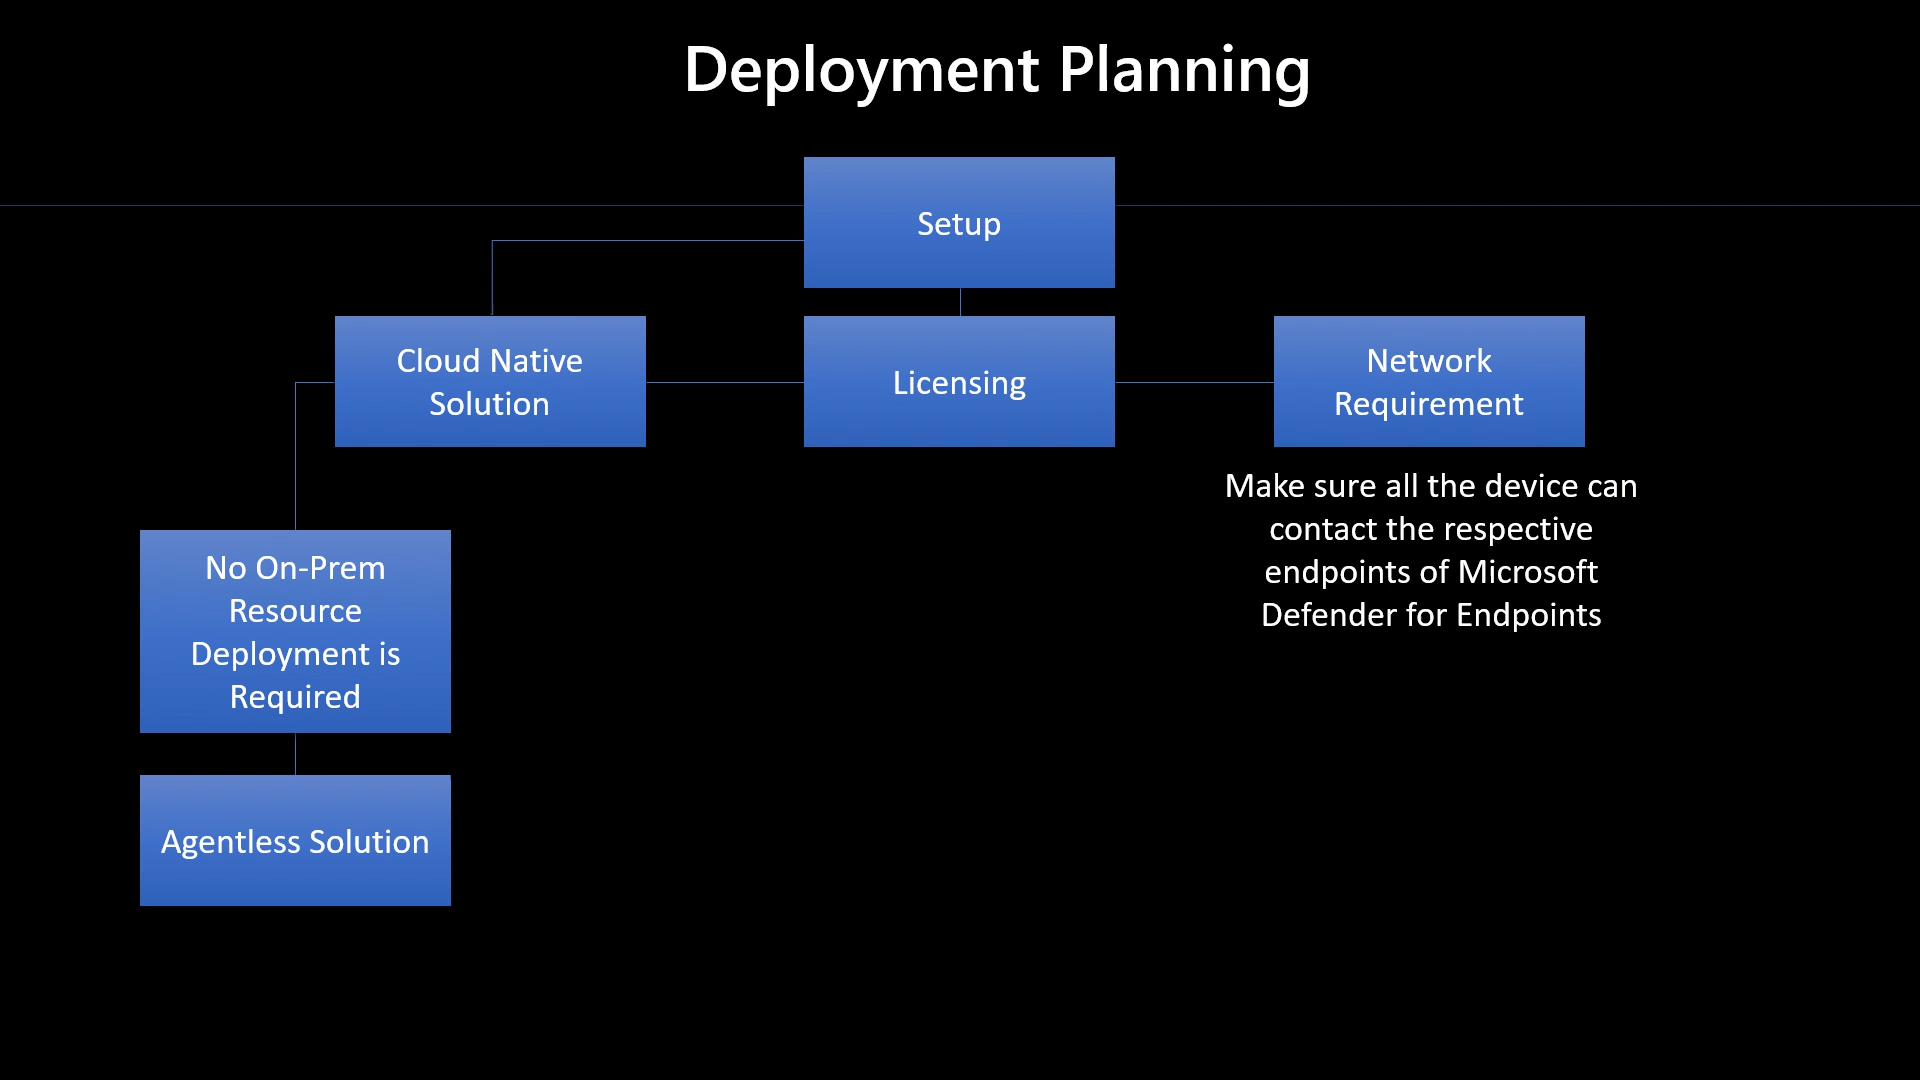 Deployment Planning
Setup
Cloud Native
Solution
Licensing
Network
Requirement
Make sure all the device can
contact the respective
endpoints of Microsoft
Defender for Endpoints
No On-Prem
Resource
Deployment is
Required
Agentless Solution